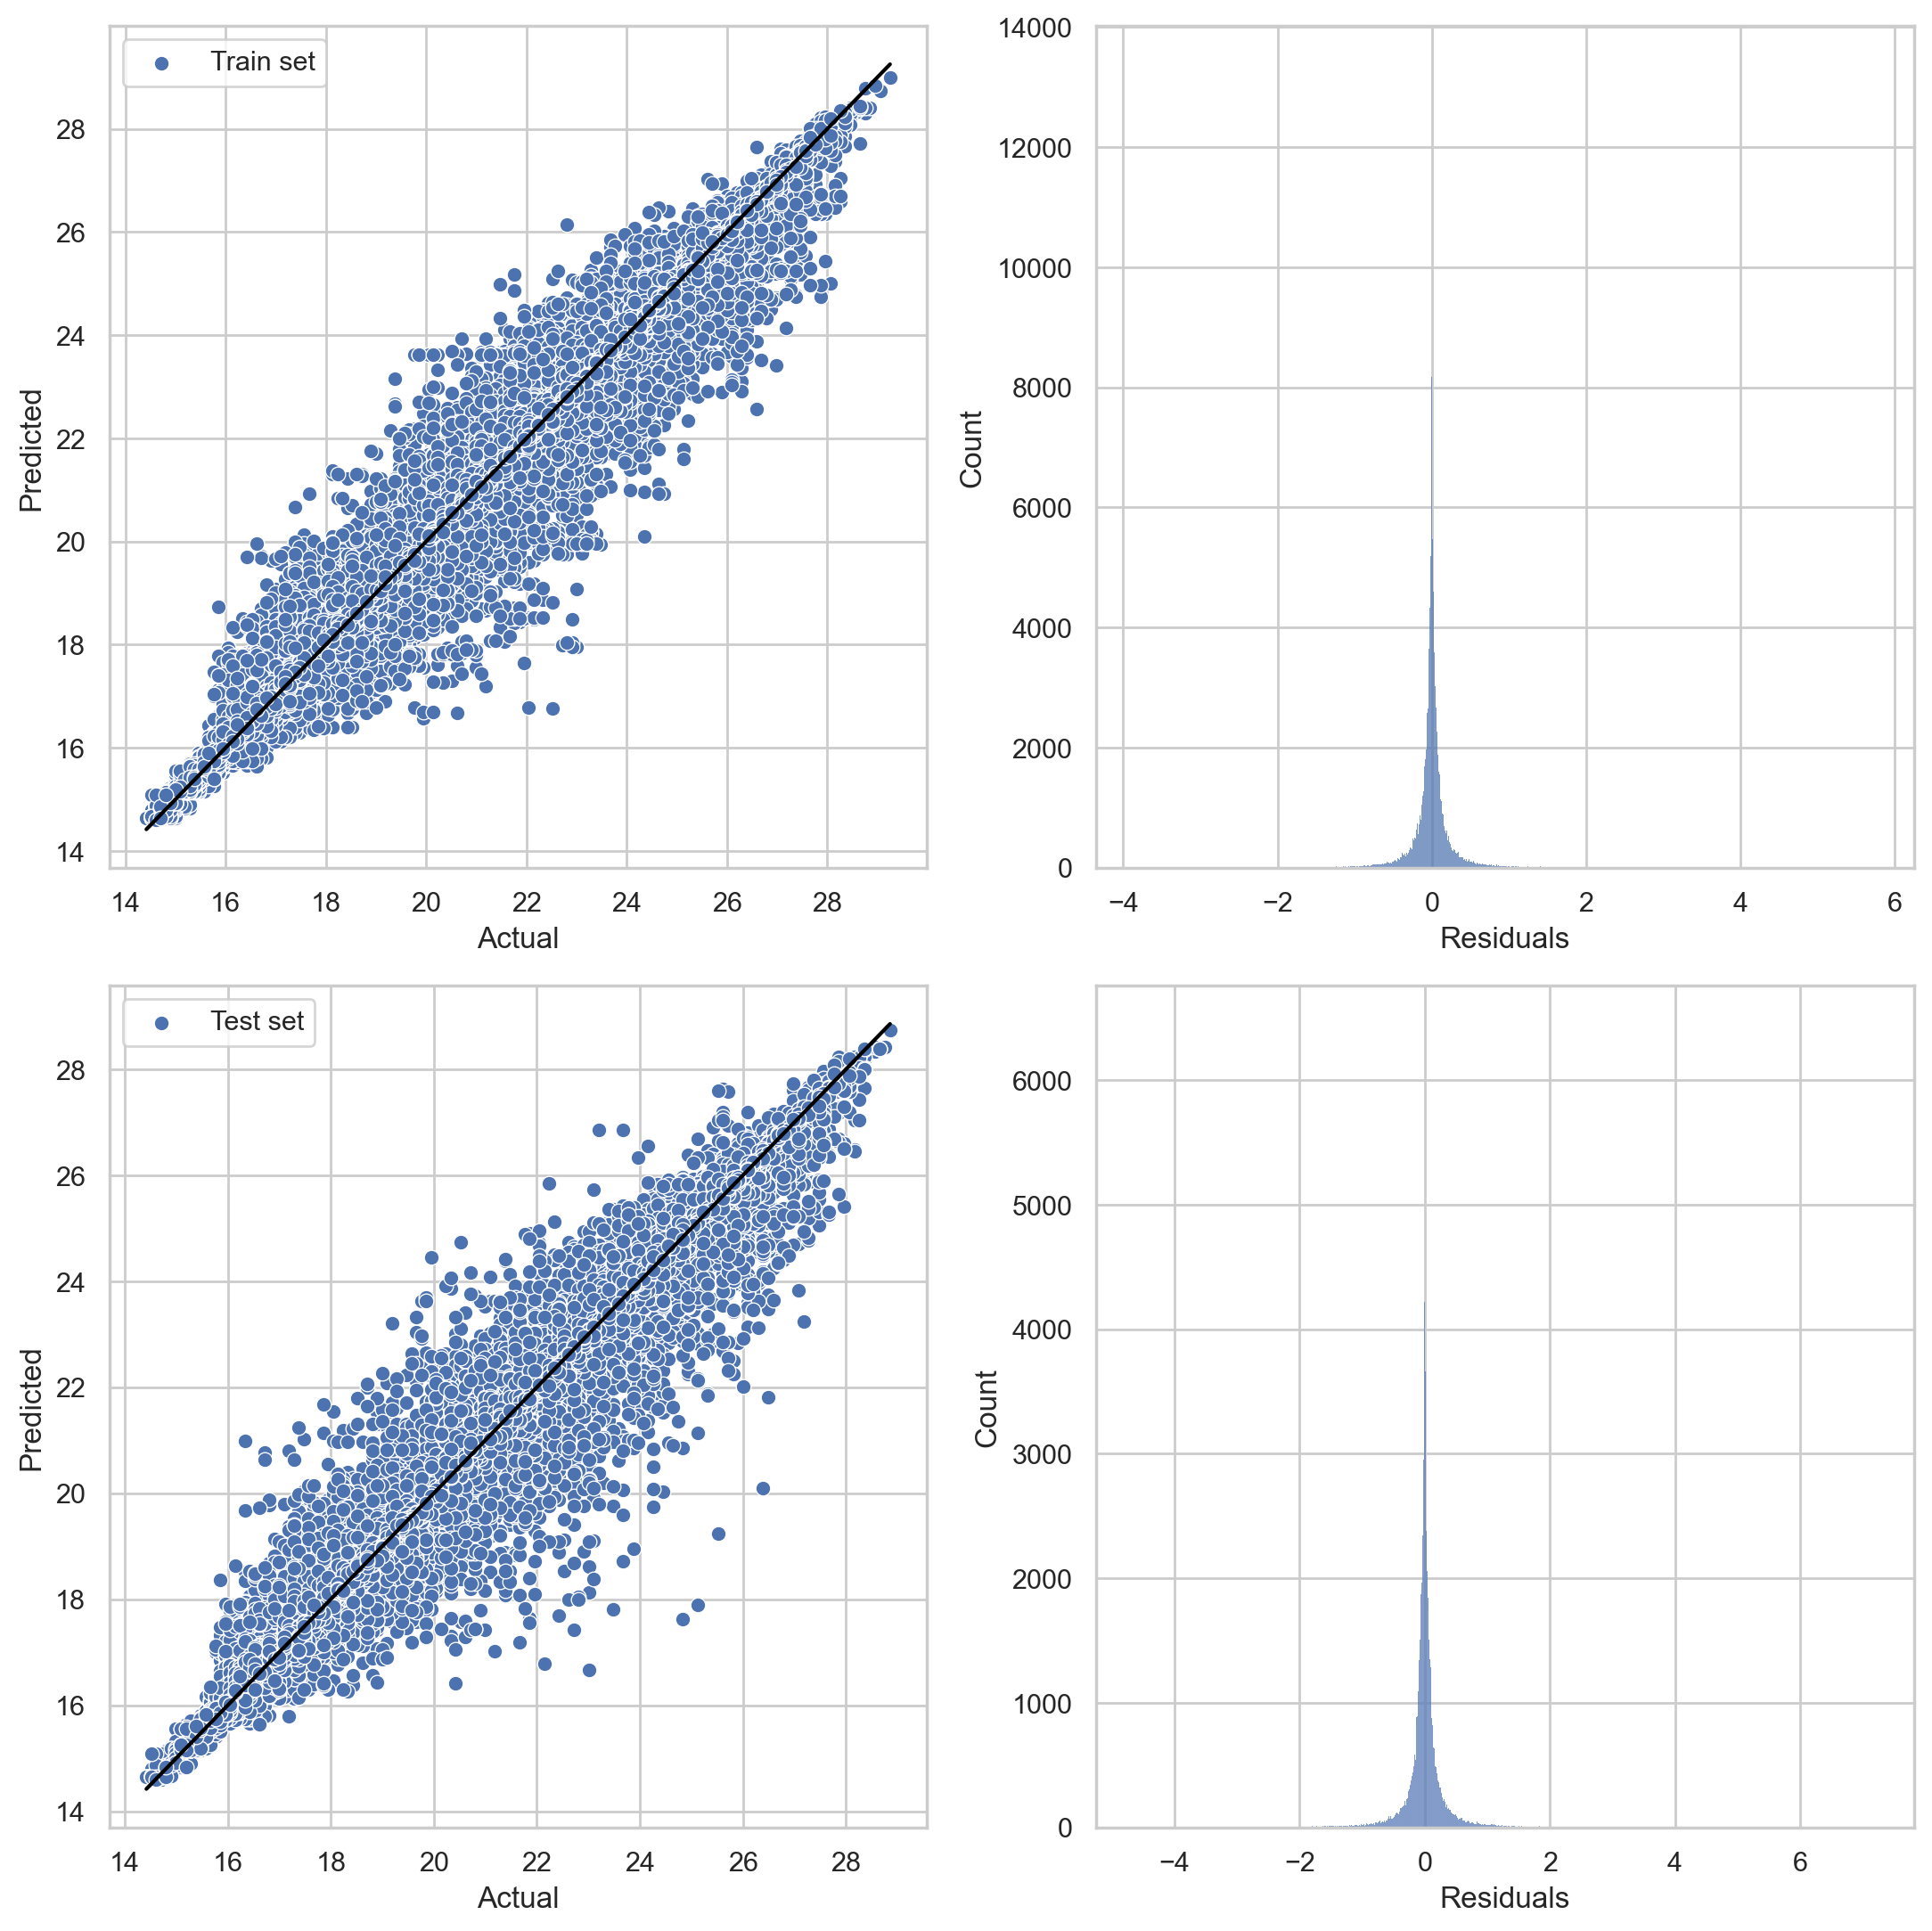 Train set
28
26
24
22
20
18
16
14
Predicted
14 16 18 20 22 24 26 28
Actual
14000
12000
10000
8000
6000
4000
2000
0
Count
−4 −2 0 2 4 6
Residuals
Test set
28
26
24
22
20
18
16
14
Predicted
14 16 18 20 22 24 26 28
Actual
6000
5000
4000
3000
2000
1000
0
Count
−4 −2 0 2 4 6
Residuals